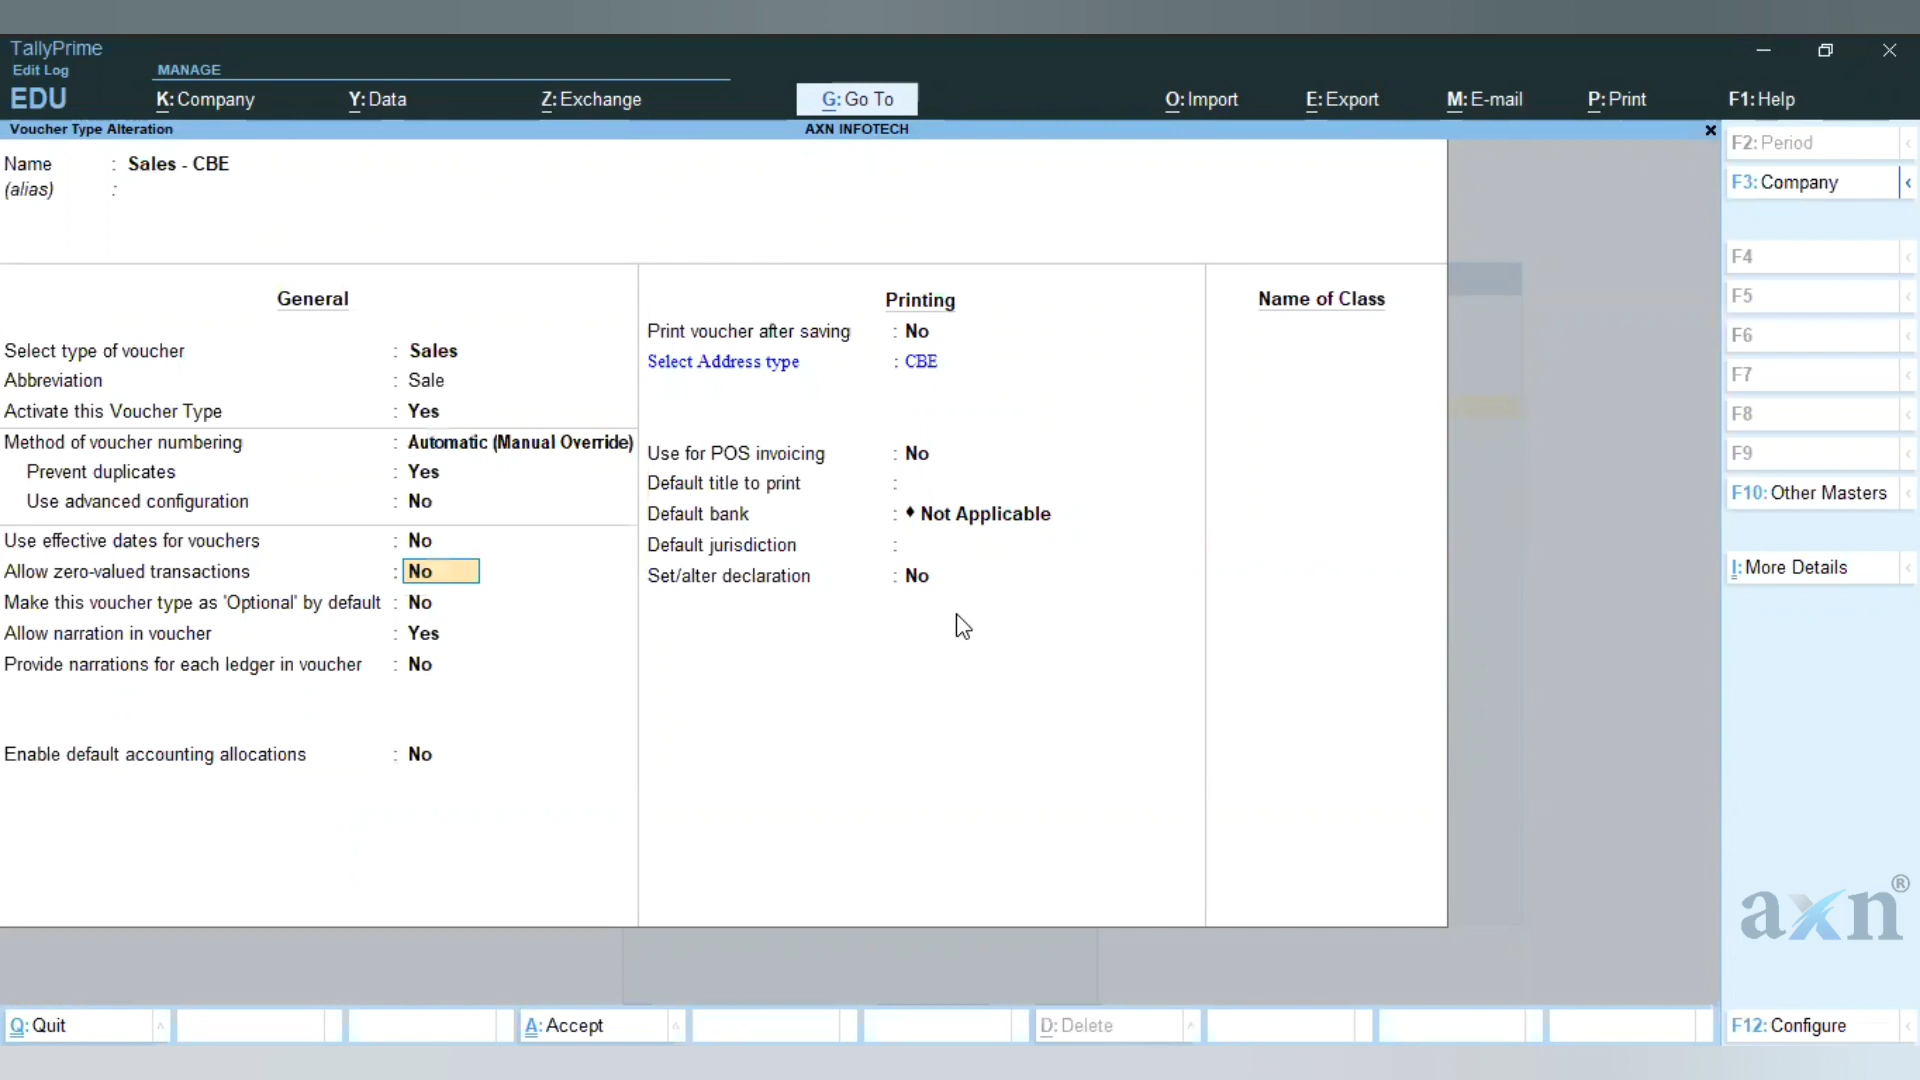 TallyPrime
Edit Log
EDU
MANAGE
K: Company
Y: Data
Z: Exchange
G: Go To
O: Import
E: Export
M: E-mail
P: Print
F1: Help
Voucher Type Alteration
AXN INFOTECH
Name : Sales - CBE
(alias) :
General
Select type of voucher : Sales
Abbreviation : Sale
Activate this Voucher Type : Yes
Method of voucher numbering : Automatic (Manual Override)
Prevent duplicates : Yes
Use advanced configuration : No
Use effective dates for vouchers : No
Allow zero-valued transactions : No
Make this voucher type as 'Optional' by default : No
Allow narration in voucher : Yes
Provide narrations for each ledger in voucher : No
Enable default accounting allocations : No
Printing
Print voucher after saving : No
Select Address type : CBE
Use for POS invoicing : No
Default title to print :
Default bank : ♦ Not Applicable
Default jurisdiction :
Set/alter declaration : No
Name of Class
F2: Period
F3: Company
F4
F5
F6
F7
F8
F9
F10: Other Masters
I: More Details
axn®
Q: Quit
A: Accept
D: Delete
F12: Configure